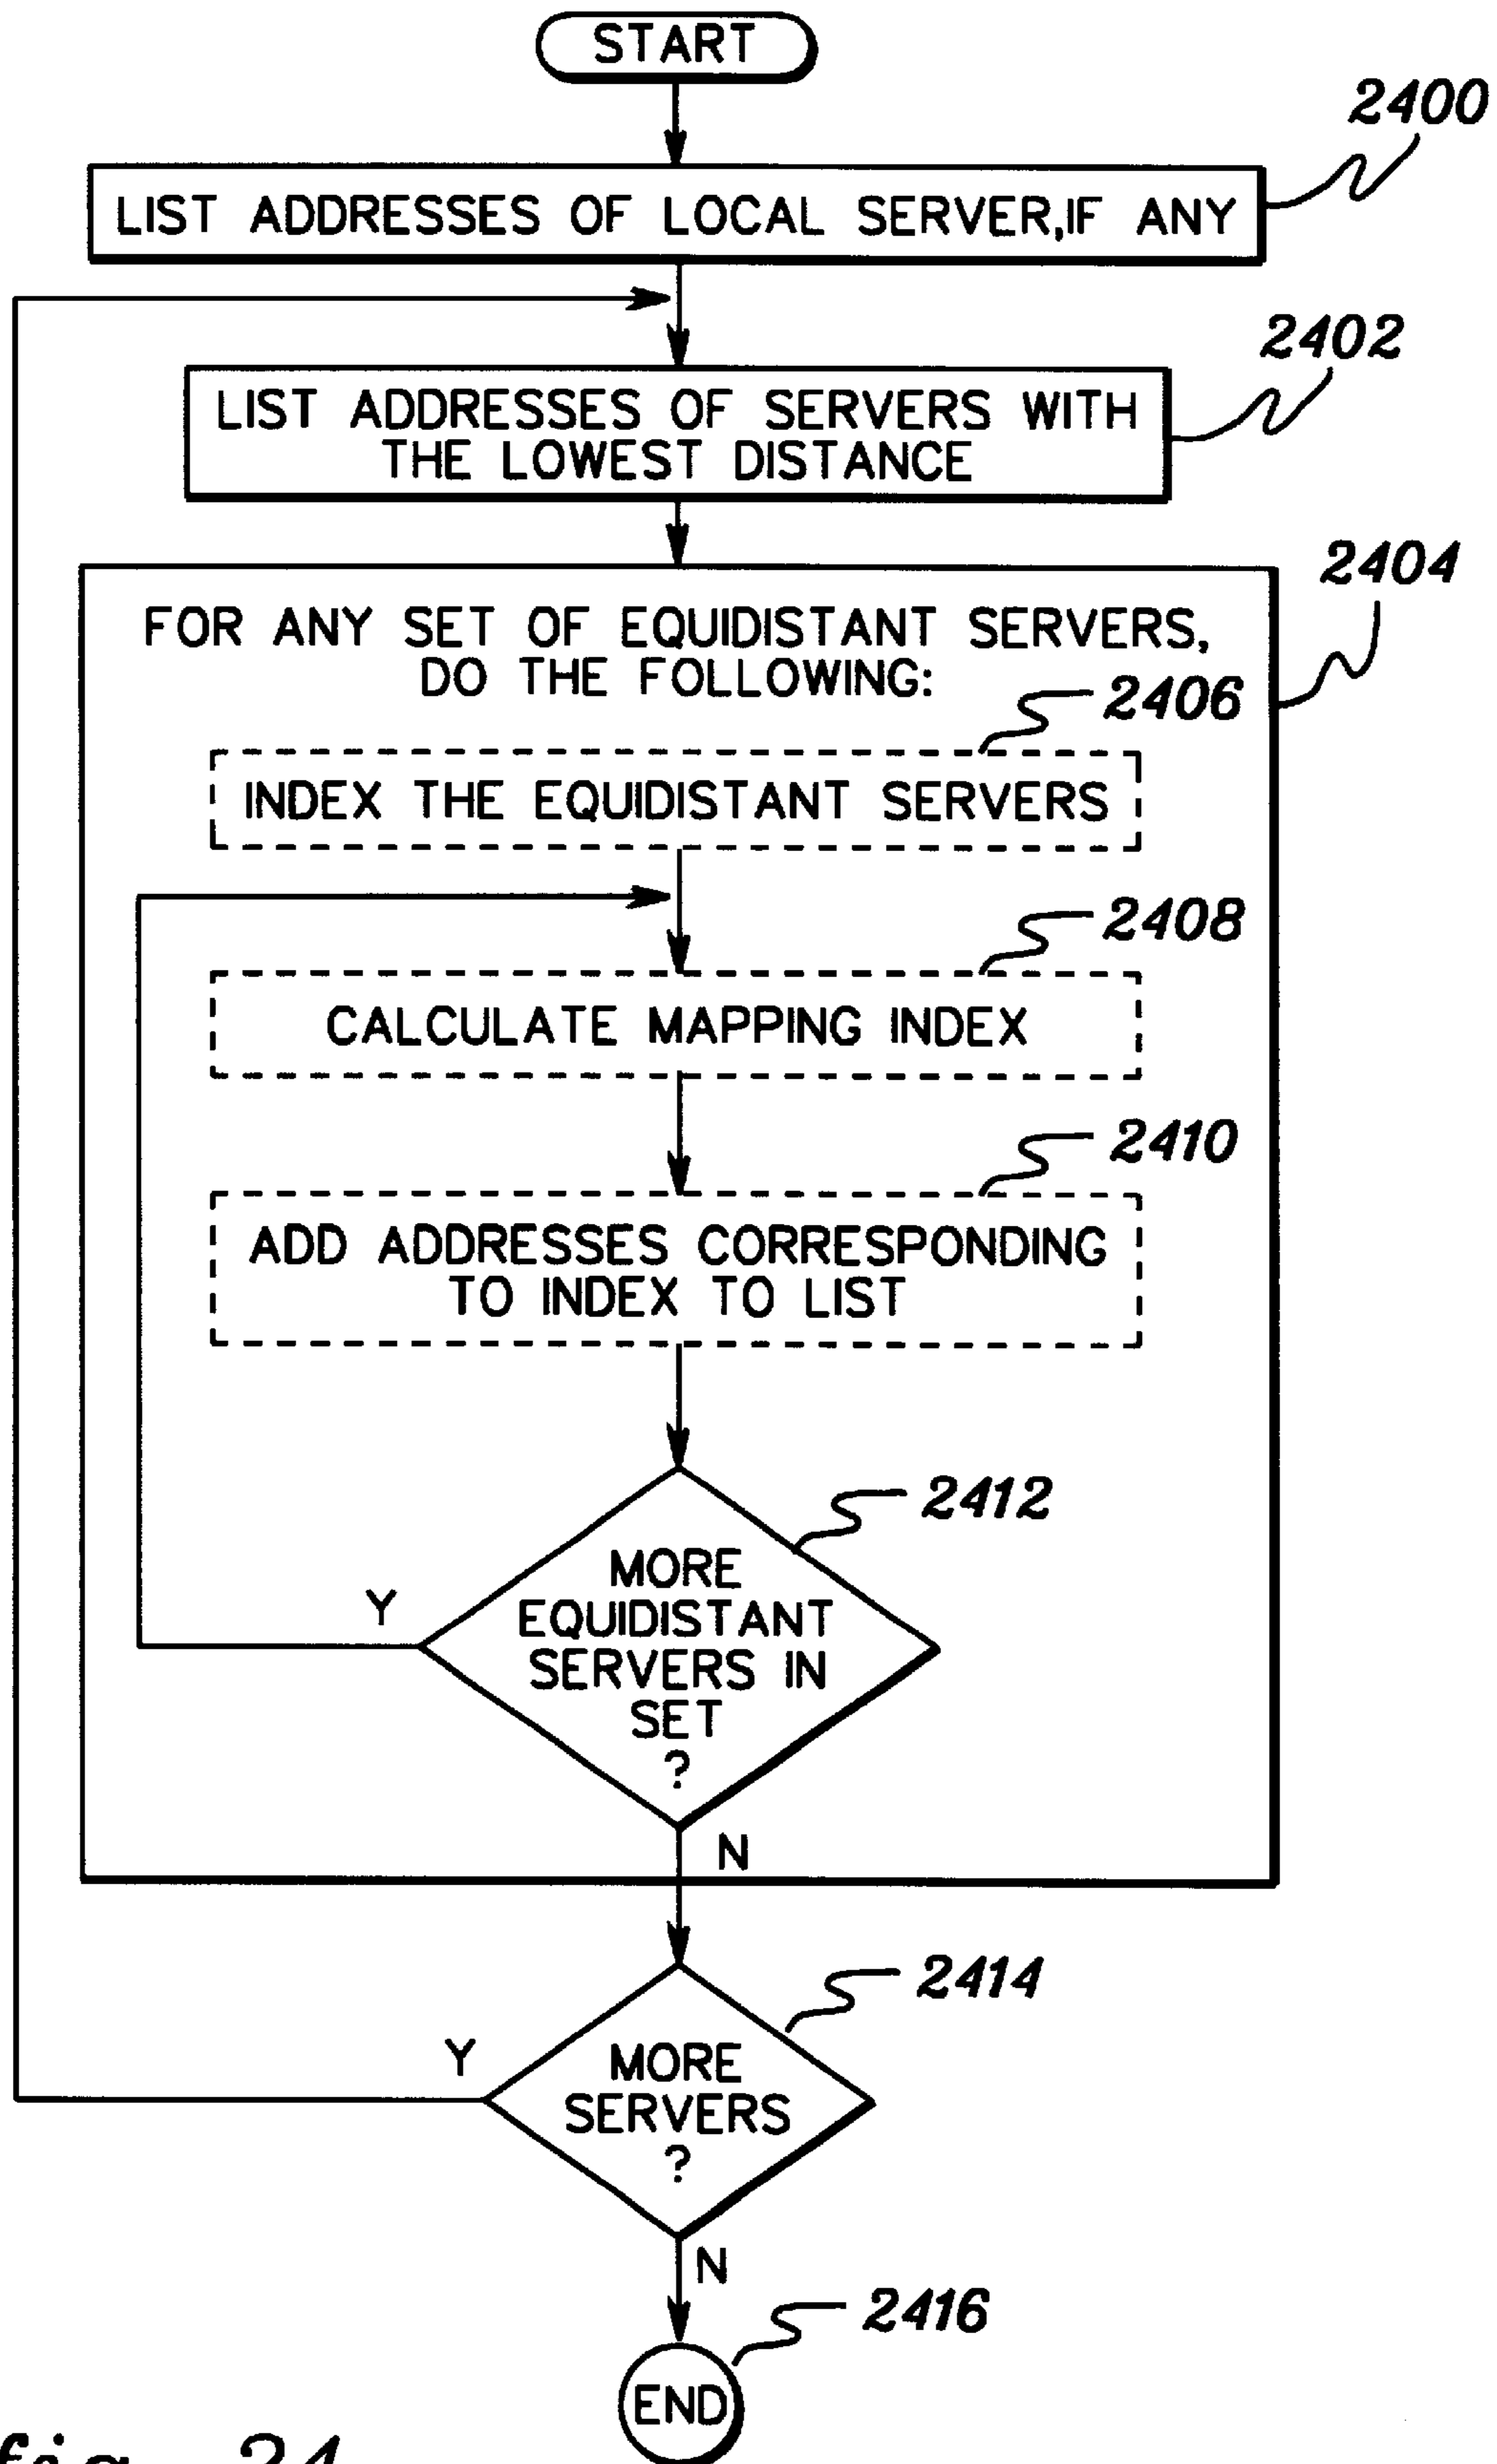 START
2400
LIST ADDRESSES OF LOCAL SERVER,IF ANY
2402
LIST ADDRESSES OF SERVERS WITH
THE LOWEST DISTANCE
2404
FOR ANY SET OF EQUIDISTANT SERVERS,
DO THE FOLLOWING:
2406
INDEX THE EQUIDISTANT SERVERS
2408
CALCULATE MAPPING INDEX
2410
ADD ADDRESSES CORRESPONDING
TO INDEX TO LIST
2412
MORE
EQUIDISTANT
SERVERS IN
SET
?
Y
N
2414
MORE
SERVERS
?
Y
N
2416
END
fig. 24